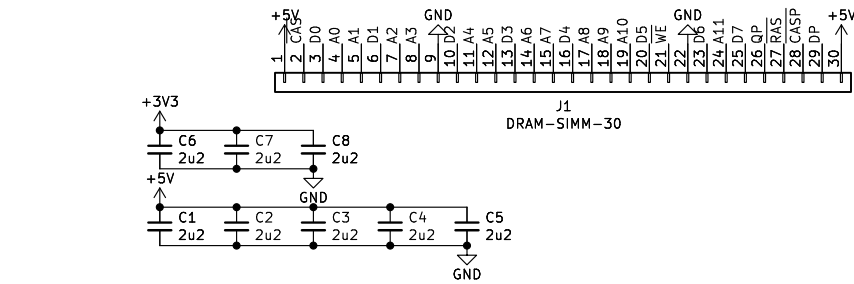 +5V GND GND +5V
CAS D0 A0 A1 D1 A2 A3 D2 A4 A5 D3 A6 A7 D4 A8 A9 A10 D5 WE D6 A11 D7 QP RAS CASP DP
1 2 3 4 5 6 7 8 9 10 11 12 13 14 15 16 17 18 19 20 21 22 23 24 25 26 27 28 29 30
J1
DRAM-SIMM-30
+3V3
C6 C7 C8
2u2 2u2 2u2
+5V
GND
C1 C2 C3 C4 C5
2u2 2u2 2u2 2u2 2u2
GND